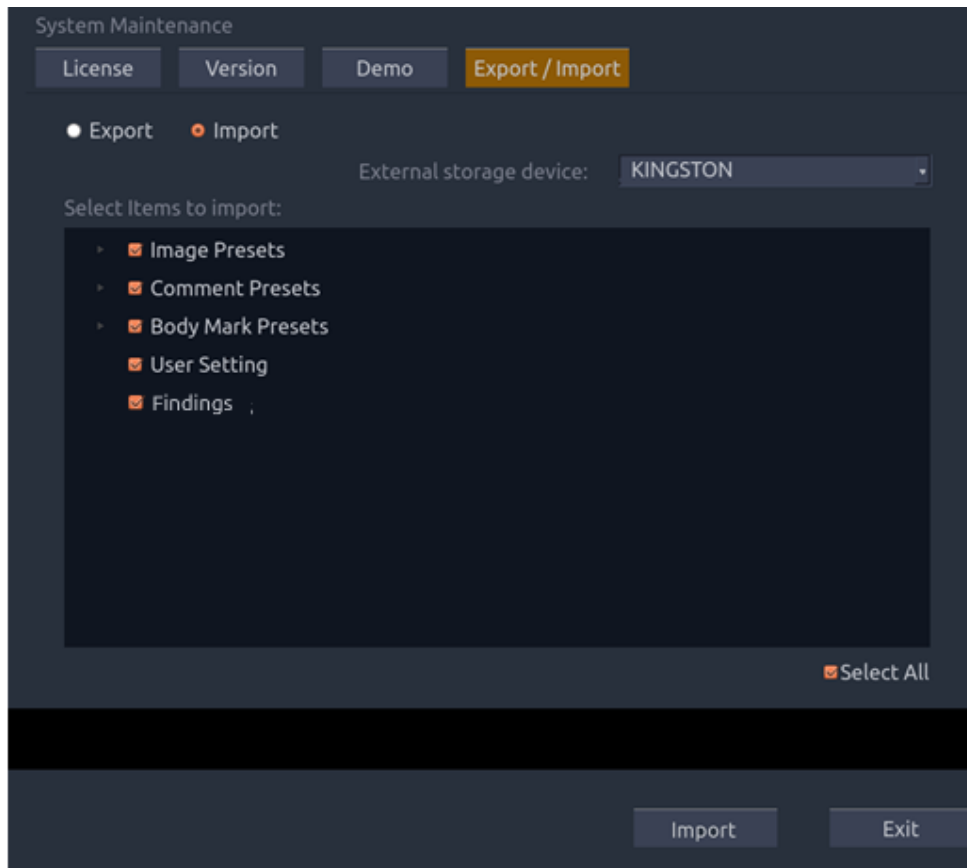 System Maintenance
License Version Demo Export / Import
Export Import
External storage device: KINGSTON
Select Items to import:
Image Presets
Comment Presets
Body Mark Presets
User Setting
Findings ;
Select All
Import Exit